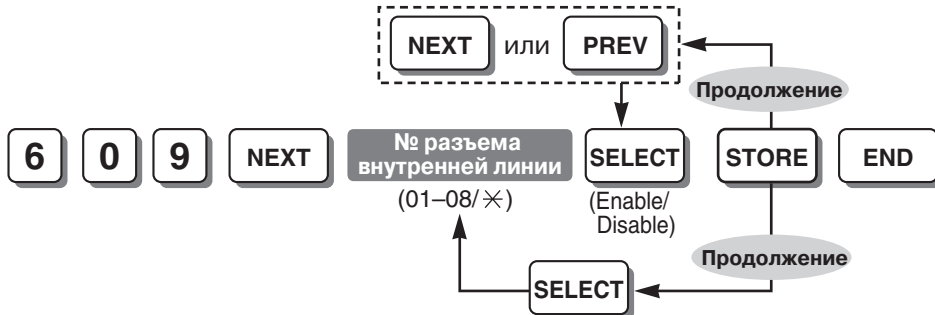 NEXT или PREV
Продолжение
6 0 9 NEXT № разъема внутренней линии SELECT STORE END
(01–08/✳)
(Enable/
Disable)
Продолжение
SELECT